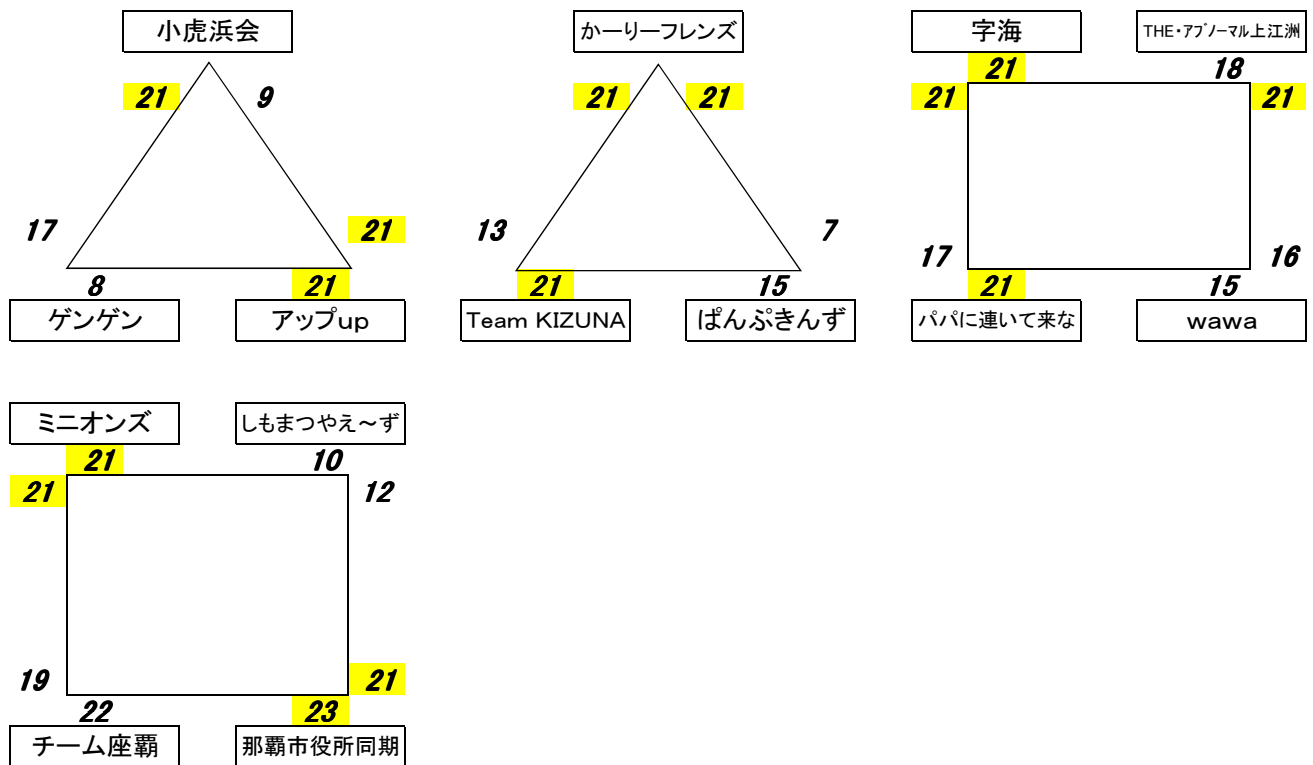 小虎浜会 かーりーフレンズ 字海 THE・アブノーマル上江洲
21 9 21 21 21 18
21 21
17 21 13 7 17 16
8 21 21 15 21 15
ゲンゲン アップup Team KIZUNA ぱんぷきんず パパに連いて来な wawa
ミニオンズ しもまつやえ～ず
21 10
21 12
19 21
22 23
チーム座覇 那覇市役所同期